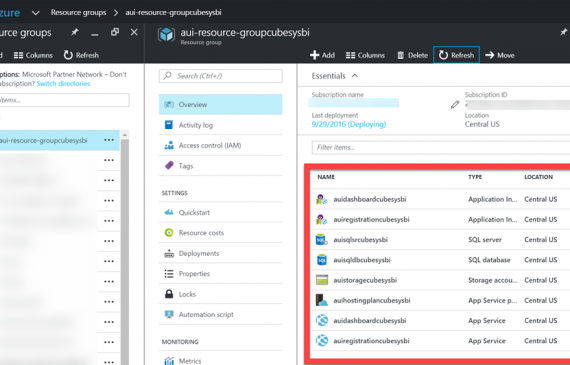 zure Resource groups aui-resource-groupcubesysbi
ource groups
aui-resource-groupcubesysbi
Resource group
d Columns Refresh
Add Columns Delete Refresh Move
ptions: Microsoft Partner Network – Don't
ubscription? Switch directories
items...
aui-resource-groupcubesysbi
Search (Ctrl+/)
Overview
Activity log
Access control (IAM)
Tags
SETTINGS
Quickstart
Resource costs
Deployments
Properties
Locks
Automation script
MONITORING
Metrics
Essentials
Subscription name
Subscription ID
Last deployment
9/29/2016 (Deploying)
Location
Central US
Filter items...
NAME TYPE LOCATION
auidashboardcubesysbi Application In... Central US
auiregistrationcubesysbi Application In... Central US
auisqlsrcubesysbi SQL server Central US
auisqldbcubesysbi SQL database Central US
auistoragecubesysbi Storage accou... Central US
auihostingplancubesysbi App Service p... Central US
auidashboardcubesysbi App Service Central US
auiregistrationcubesysbi App Service Central US